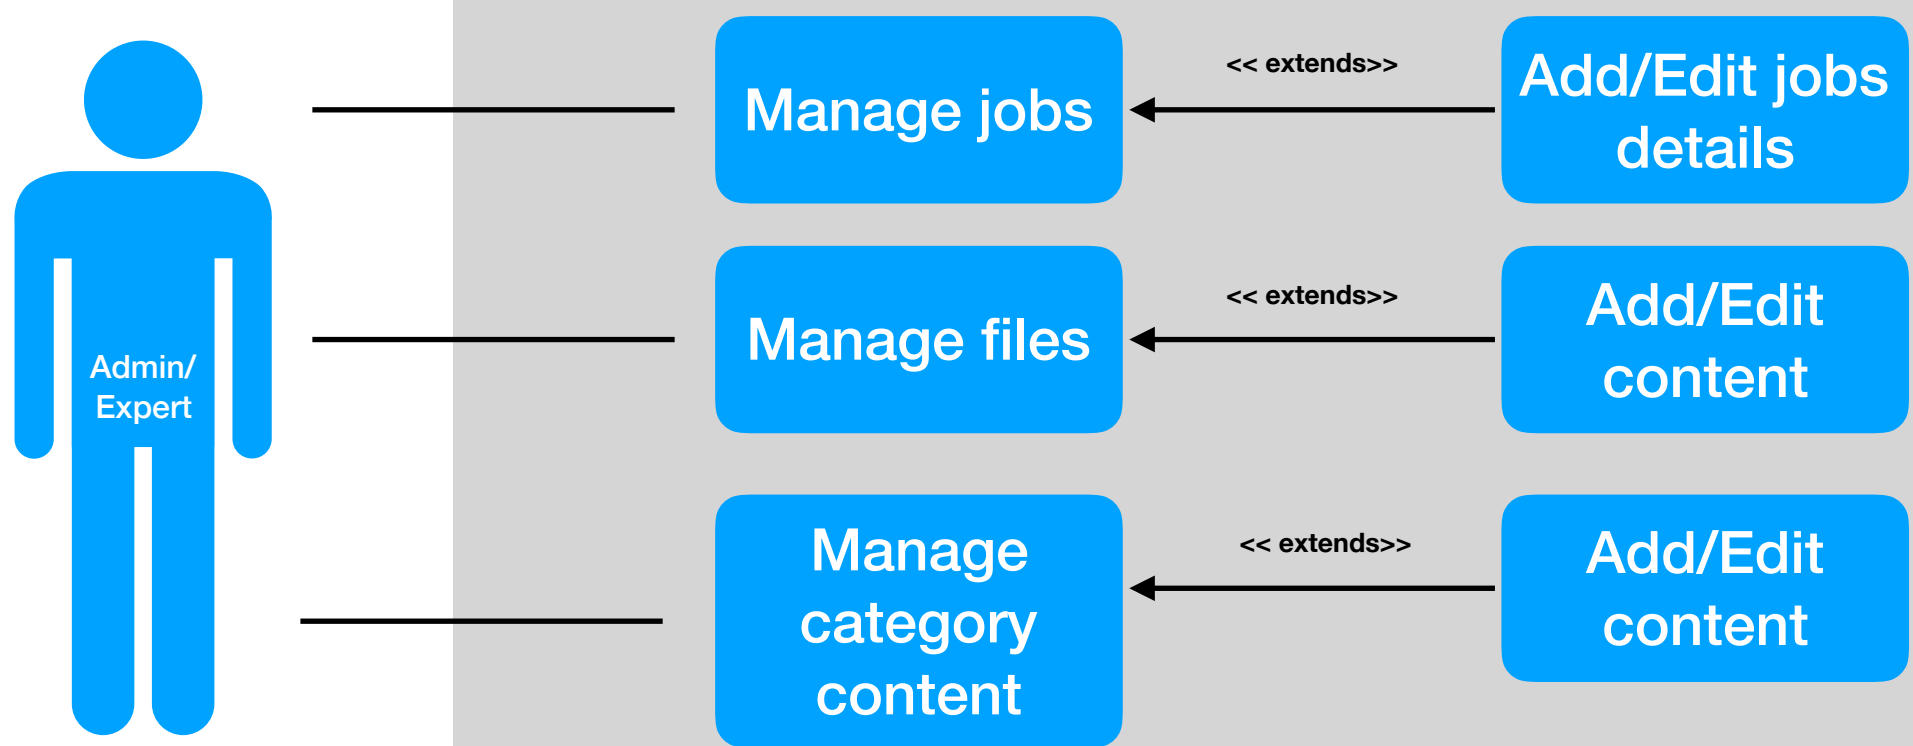 Admin/
Expert
Manage jobs
<< extends>>
Add/Edit jobs
details
Manage files
<< extends>>
Add/Edit
content
Manage
category
content
<< extends>>
Add/Edit
content